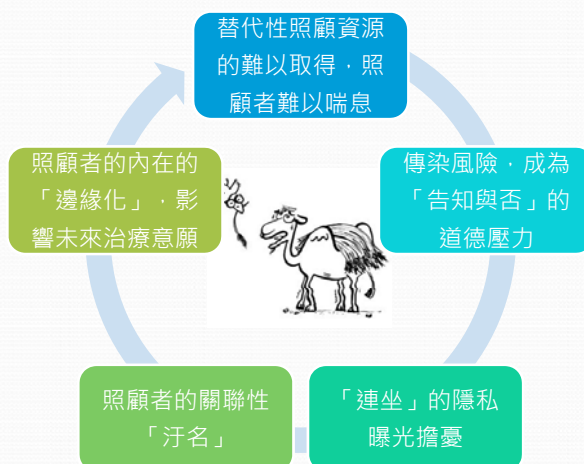 替代性照顧資源
的難以取得，照
顧者難以喘息
傳染風險，成為
「告知與否」的
道德壓力
「連坐」的隱私
曝光擔憂
照顧者的關聯性
「汙名」
照顧者的內在的
「邊緣化」，影
響未來治療意願